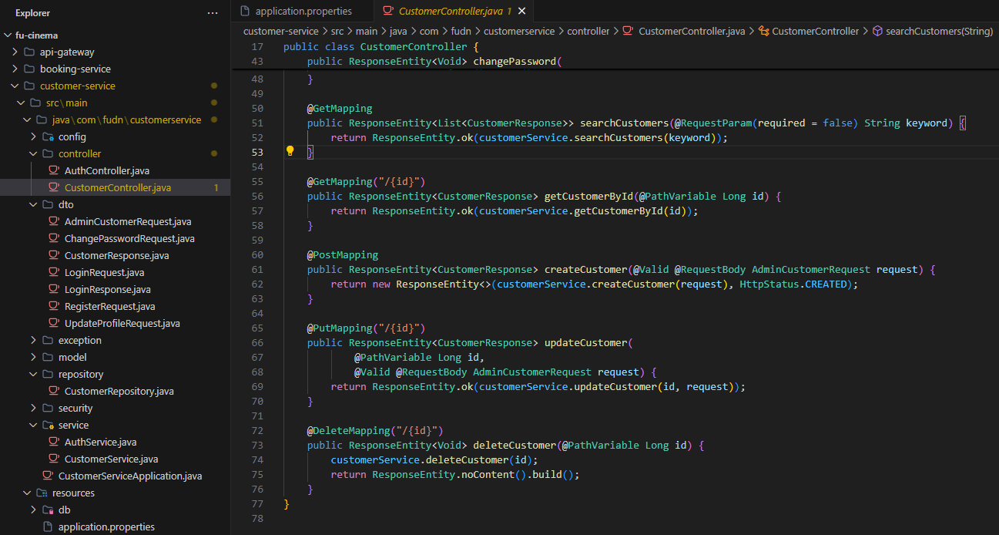 Explorer
fu-cinema
api-gateway
booking-service
customer-service
src\main
java\com\fudn\customerservice
config
controller
AuthController.java
CustomerController.java 1
dto
AdminCustomerRequest.java
ChangePasswordRequest.java
CustomerResponse.java
LoginRequest.java
LoginResponse.java
RegisterRequest.java
UpdateProfileRequest.java
exception
model
repository
CustomerRepository.java
security
service
AuthService.java
CustomerService.java
CustomerServiceApplication.java
resources
db
application.properties
application.properties
CustomerController.java 1
customer-service > src > main > java > com > fudn > customerservice > controller > CustomerController.java > CustomerController > searchCustomers(String)
17 public class CustomerController {
43 public ResponseEntity<Void> changePassword(
48 }
49
50 @GetMapping
51 public ResponseEntity<List<CustomerResponse>> searchCustomers(@RequestParam(required = false) String keyword) {
52 return ResponseEntity.ok(customerService.searchCustomers(keyword));
53 }
54
55 @GetMapping("/{id}")
56 public ResponseEntity<CustomerResponse> getCustomerById(@PathVariable Long id) {
57 return ResponseEntity.ok(customerService.getCustomerById(id));
58 }
59
60 @PostMapping
61 public ResponseEntity<CustomerResponse> createCustomer(@Valid @RequestBody AdminCustomerRequest request) {
62 return new ResponseEntity<>(customerService.createCustomer(request), HttpStatus.CREATED);
63 }
64
65 @PutMapping("/{id}")
66 public ResponseEntity<CustomerResponse> updateCustomer(
67 @PathVariable Long id,
68 @Valid @RequestBody AdminCustomerRequest request) {
69 return ResponseEntity.ok(customerService.updateCustomer(id, request));
70 }
71
72 @DeleteMapping("/{id}")
73 public ResponseEntity<Void> deleteCustomer(@PathVariable Long id) {
74 customerService.deleteCustomer(id);
75 return ResponseEntity.noContent().build();
76 }
77 }
78